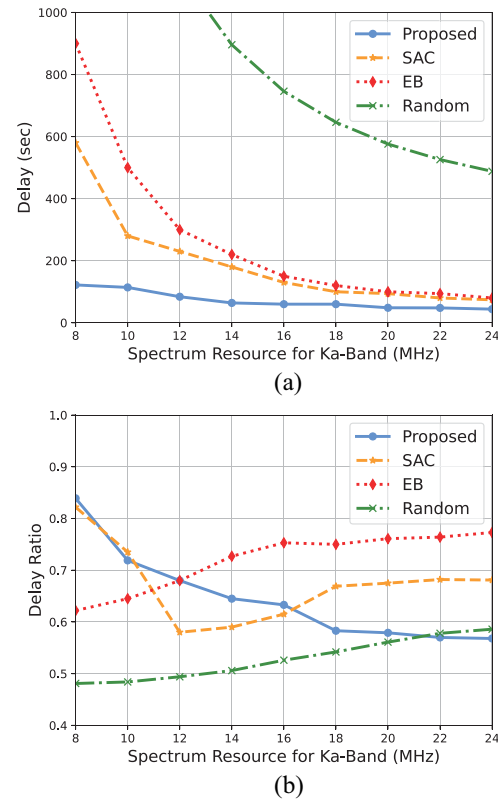 1000
800
600
400
200
0
Delay (sec)
Proposed
SAC
EB
Random
8 10 12 14 16 18 20 22 24
Spectrum Resource for Ka-Band (MHz)
(a)
1.0
0.9
0.8
0.7
0.6
0.5
0.4
Delay Ratio
Proposed
SAC
EB
Random
8 10 12 14 16 18 20 22 24
Spectrum Resource for Ka-Band (MHz)
(b)